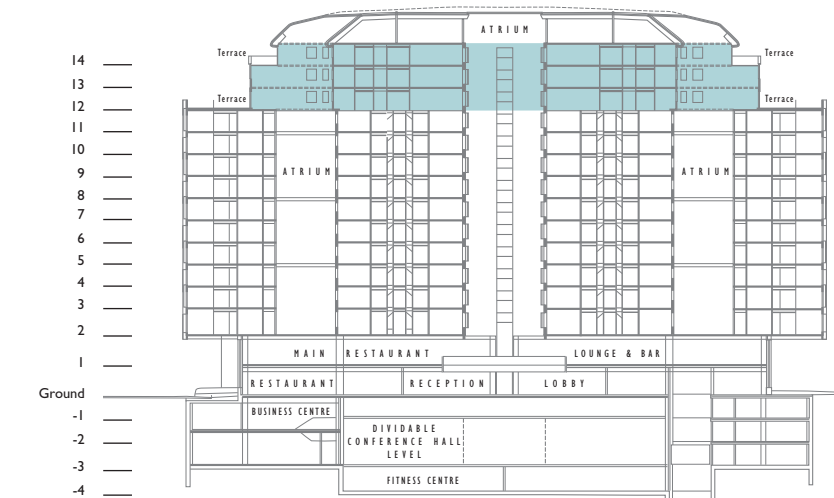 ATRIUM
Terrace
Terrace
14
13
Terrace
Terrace
12
11
10
9
ATRIUM
ATRIUM
8
7
6
5
4
3
2
MAIN RESTAURANT
LOUNGE & BAR
1
RESTAURANT
RECEPTION
LOBBY
Ground
BUSINESS CENTRE
-1
DIVIDABLE
CONFERENCE HALL
LEVEL
-2
-3
FITNESS CENTRE
-4